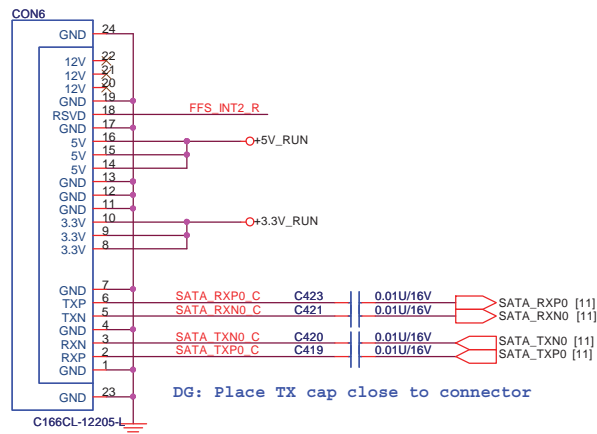 CON6
GND 24
12V 22
12V 21
12V 20
GND 19
RSVD 18 FFS_INT2_R
GND 17
5V 16 +5V_RUN
5V 15
5V 14
GND 13
GND 12
GND 11
3.3V 10 +3.3V_RUN
3.3V 9
3.3V 8
GND 7
TXP 6 SATA_RXP0_C C423 0.01U/16V SATA_RXP0 [11]
TXN 5 SATA_RXN0_C C421 0.01U/16V SATA_RXN0 [11]
GND 4
RXN 3 SATA_TXN0_C C420 0.01U/16V SATA_TXN0 [11]
RXP 2 SATA_TXP0_C C419 0.01U/16V SATA_TXP0 [11]
GND 1
GND 23
DG: Place TX cap close to connector
C166CL-12205-L